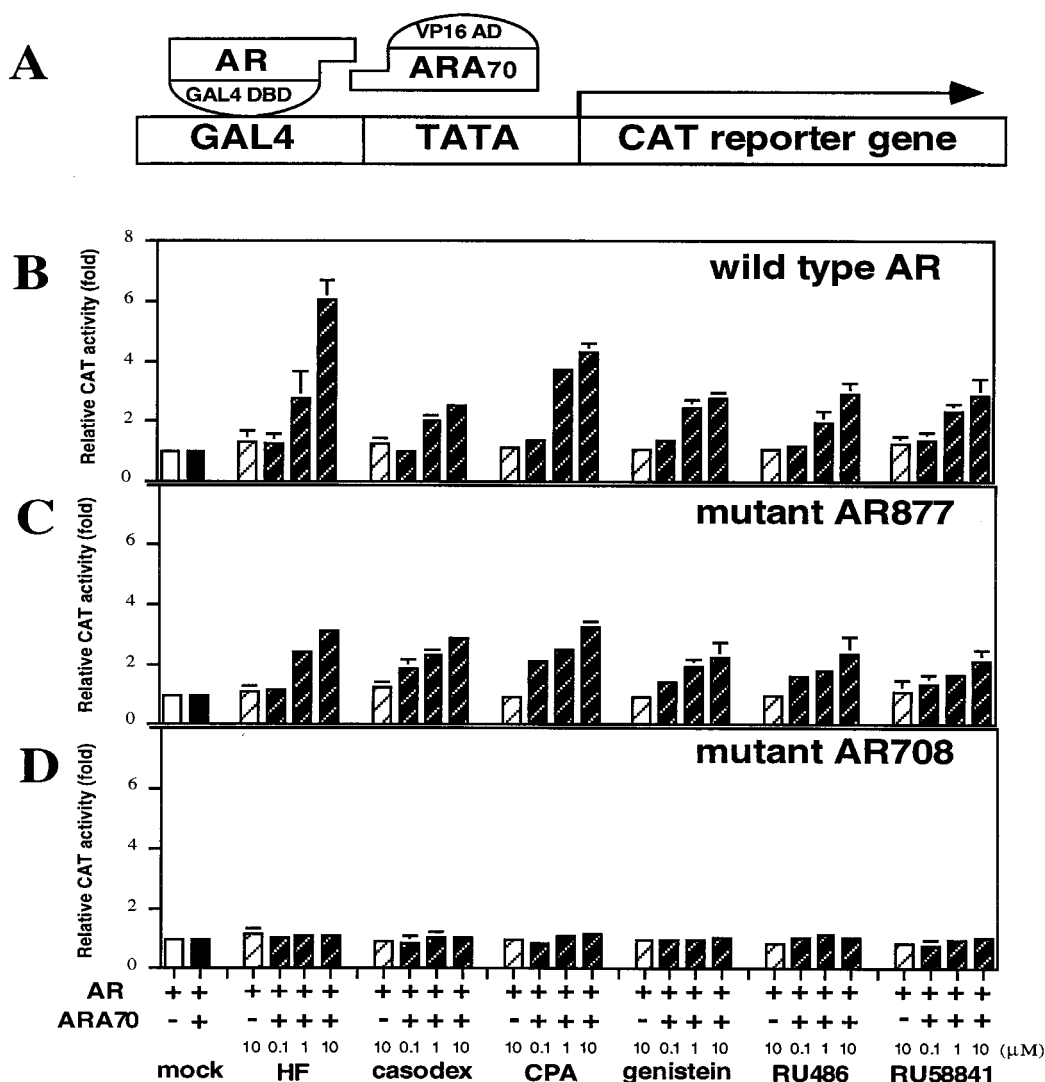 A
VP16 AD
AR
ARA70
GAL4 DBD
GAL4 TATA CAT reporter gene
B
wild type AR
Relative CAT activity (fold)
8
6
4
2
0
C
mutant AR877
Relative CAT activity (fold)
6
4
2
0
D
mutant AR708
Relative CAT activity (fold)
6
4
2
0
AR + + + + + + + + + + + + + + + + + + + + + + + + + +
ARA70 - + - + + + - + + + - + + + - + + + - + + + - + + +
10 0.1 1 10 10 0.1 1 10 10 0.1 1 10 10 0.1 1 10 10 0.1 1 10 10 0.1 1 10 (μM)
mock HF casodex CPA genistein RU486 RU58841